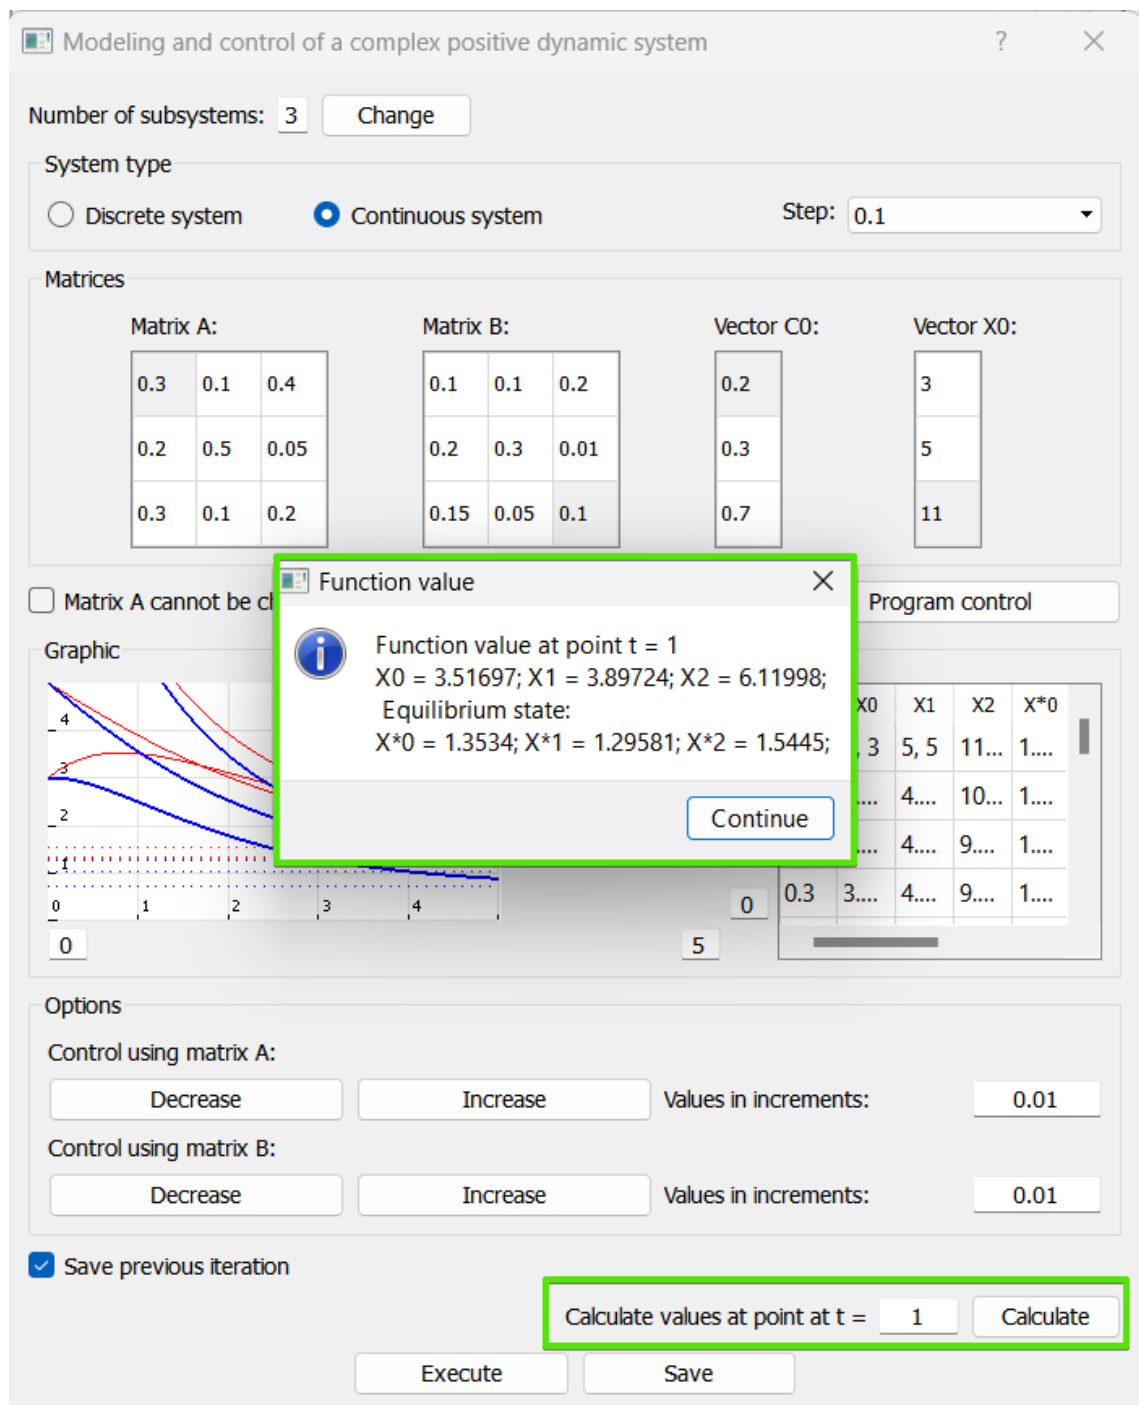 Modeling and control of a complex positive dynamic system ?
Number of subsystems: 3 Change
System type
Discrete system Continuous system Step: 0.1
Matrices
Matrix A: Matrix B: Vector C0: Vector X0:
0.3 0.1 0.4 0.1 0.1 0.2 0.2 3
0.2 0.5 0.05 0.2 0.3 0.01 0.3 5
0.3 0.1 0.2 0.15 0.05 0.1 0.7 11
Function value
Function value at point t = 1
X0 = 3.51697; X1 = 3.89724; X2 = 6.11998;
Equilibrium state:
X*0 = 1.3534; X*1 = 1.29581; X*2 = 1.5445;
Continue
Matrix A cannot be Program control
Graphic
X0 X1 X2 X*0
4 3 5, 5 11... 1....
3 4.... 10... 1....
2 4.... 9.... 1....
1 0.3 3.... 4.... 9.... 1....
0 1 2 3 4 0
0 5
Options
Control using matrix A:
Decrease Increase Values in increments: 0.01
Control using matrix B:
Decrease Increase Values in increments: 0.01
Save previous iteration
Calculate values at point at t = 1 Calculate
Execute Save